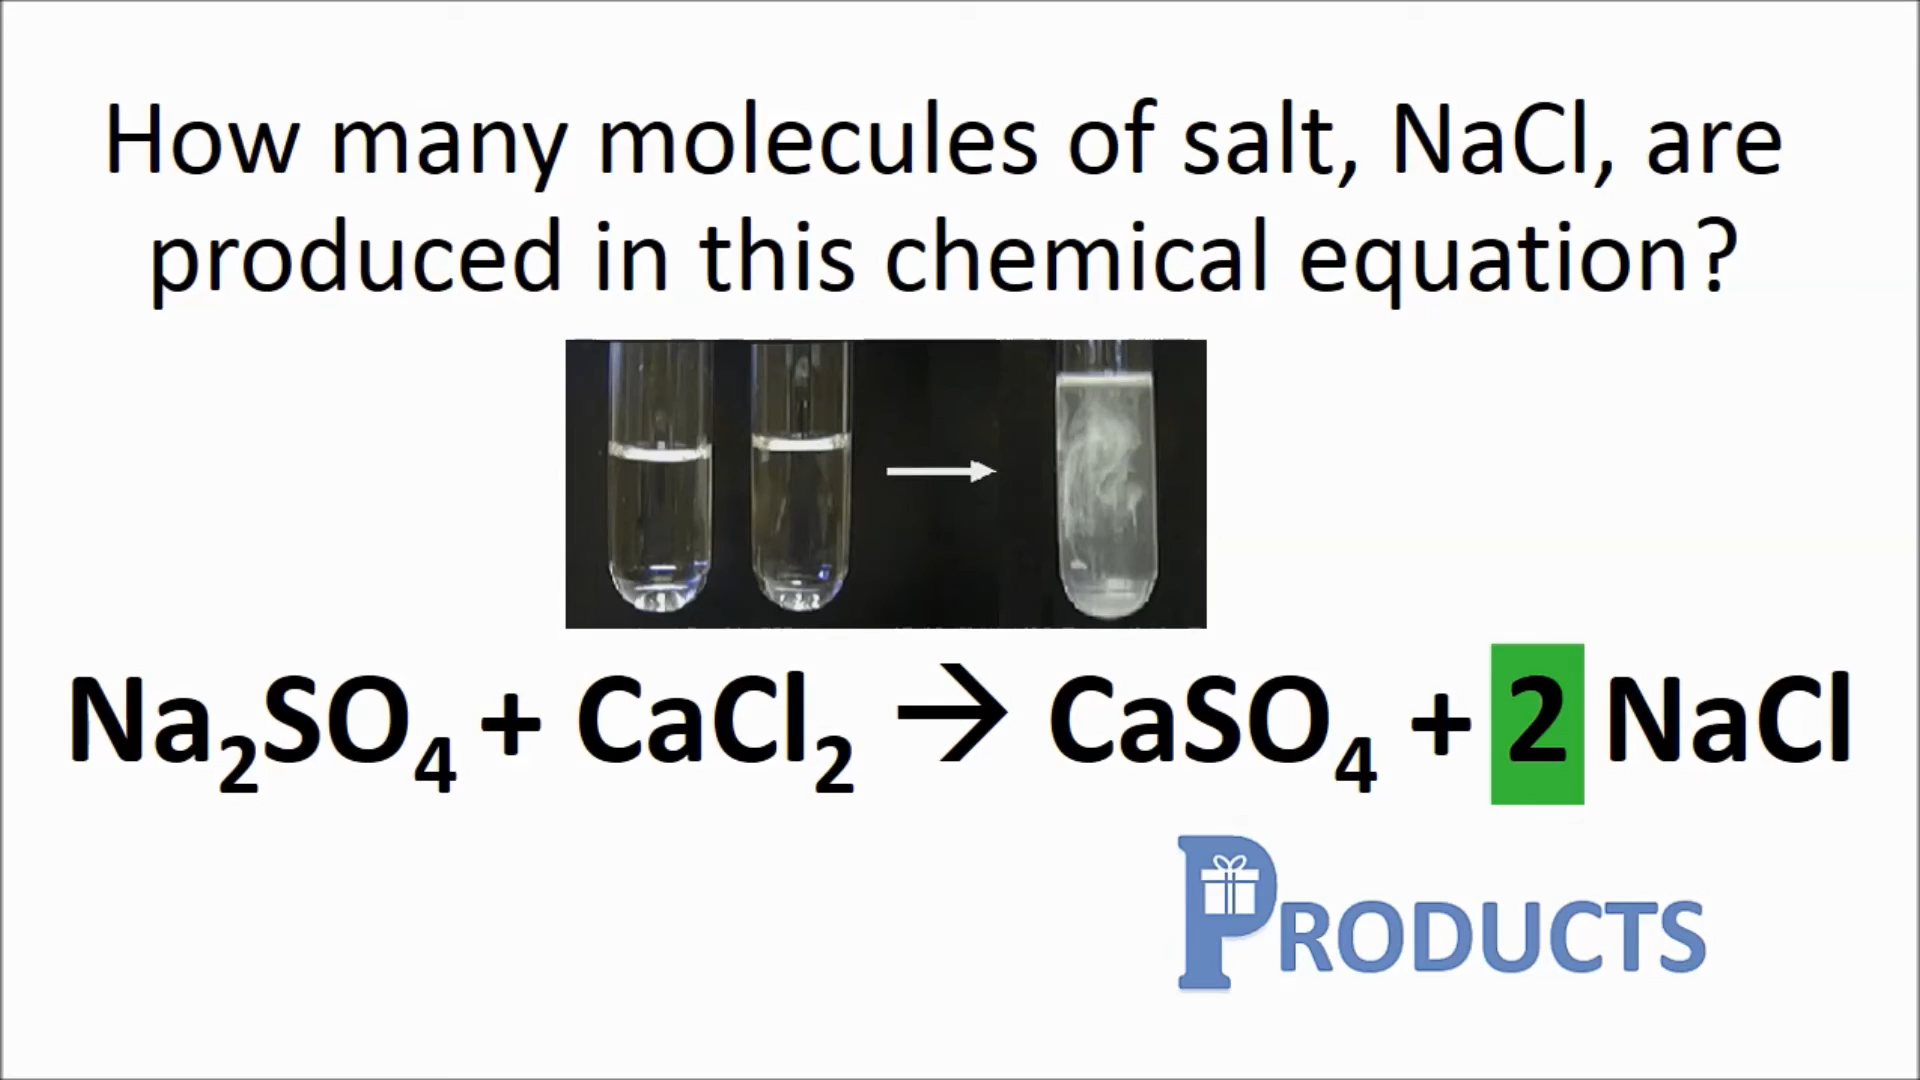 How many molecules of salt, NaCl, are
produced in this chemical equation?
Na₂SO₄ + CaCl₂ → CaSO₄ + 2 NaCl
PRODUCTS